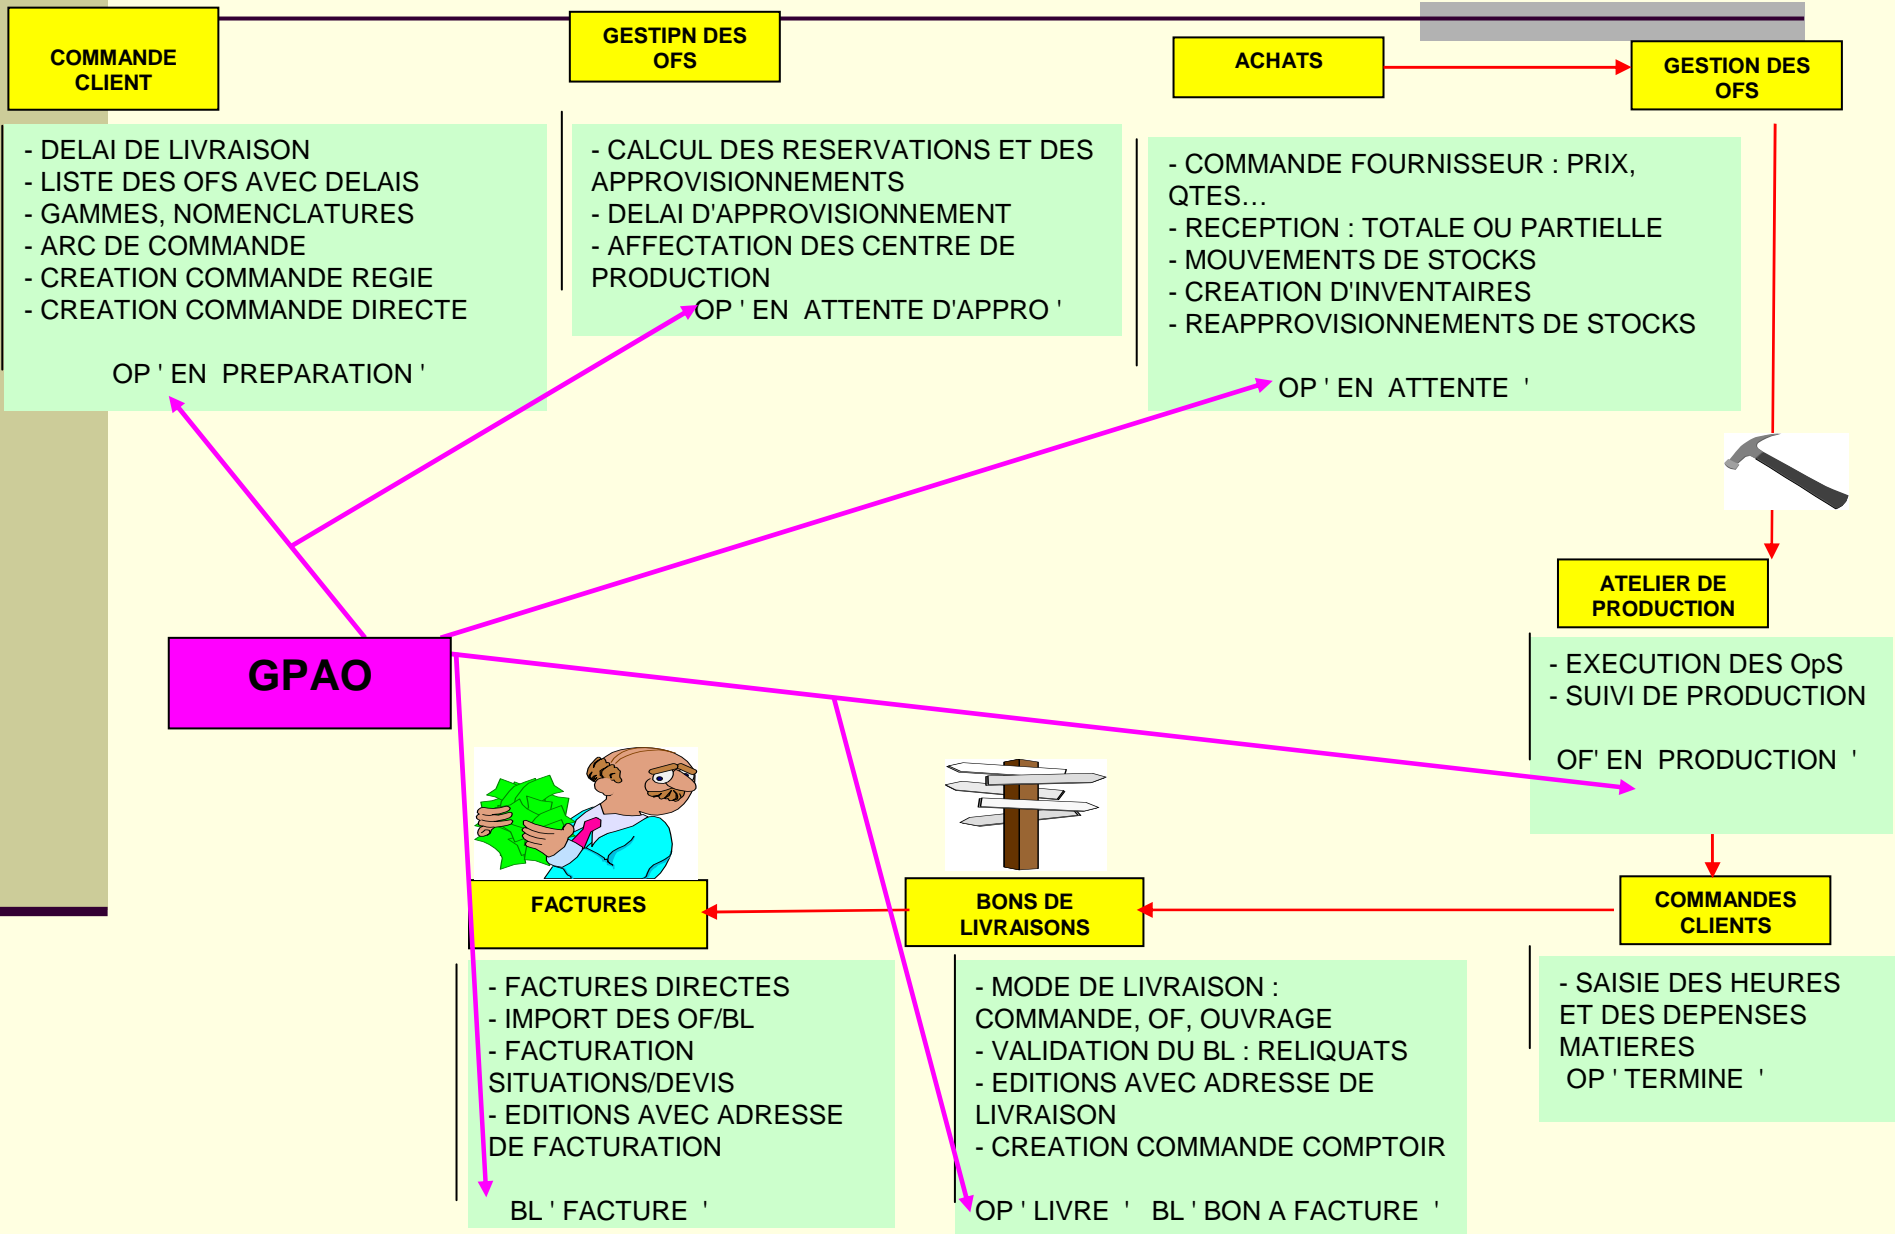 COMMANDE
CLIENT
- DELAI DE LIVRAISON
- LISTE DES OFS AVEC DELAIS
- GAMMES, NOMENCLATURES
- ARC DE COMMANDE
- CREATION COMMANDE REGIE
- CREATION COMMANDE DIRECTE
OP ' EN PREPARATION '
GESTIPN DES
OFS
- CALCUL DES RESERVATIONS ET DES
APPROVISIONNEMENTS
- DELAI D'APPROVISIONNEMENT
- AFFECTATION DES CENTRE DE
PRODUCTION
OP ' EN ATTENTE D'APPRO '
ACHATS
- COMMANDE FOURNISSEUR : PRIX,
QTES…
- RECEPTION : TOTALE OU PARTIELLE
- MOUVEMENTS DE STOCKS
- CREATION D'INVENTAIRES
- REAPPROVISIONNEMENTS DE STOCKS
OP ' EN ATTENTE '
GESTION DES
OFS
ATELIER DE
PRODUCTION
- EXECUTION DES OpS
- SUIVI DE PRODUCTION
OF' EN PRODUCTION '
GPAO
FACTURES
- FACTURES DIRECTES
- IMPORT DES OF/BL
- FACTURATION
SITUATIONS/DEVIS
- EDITIONS AVEC ADRESSE
DE FACTURATION
BL ' FACTURE '
BONS DE
LIVRAISONS
- MODE DE LIVRAISON :
COMMANDE, OF, OUVRAGE
- VALIDATION DU BL : RELIQUATS
- EDITIONS AVEC ADRESSE DE
LIVRAISON
- CREATION COMMANDE COMPTOIR
OP ' LIVRE ' BL ' BON A FACTURE '
COMMANDES
CLIENTS
- SAISIE DES HEURES
ET DES DEPENSES
MATIERES
OP ' TERMINE '